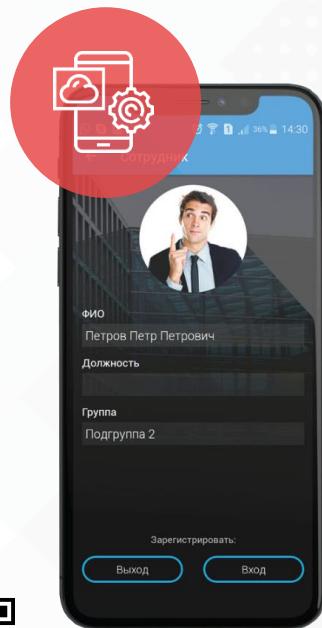 36% 14:30
Сотрудник
ФИО
Петров Петр Петрович
Должность
Группа
Подгруппа 2
Зарегистрировать:
Выход Вход